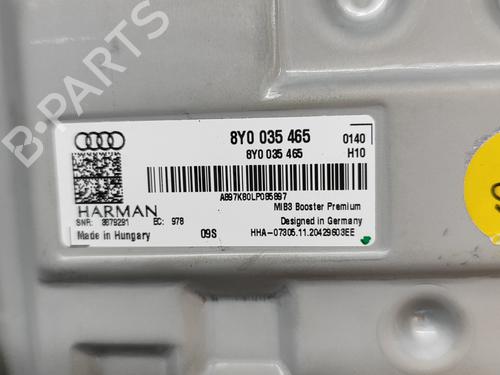 B-PARTS
8Y0 035 465 0140
8Y0 035 465 H10
A897K80LP085897
HARMAN MIB3 Booster Premium
SNR: 3879291 EC: 978 Designed in Germany
Made in Hungary 09S HHA-07305.11.20429603EE